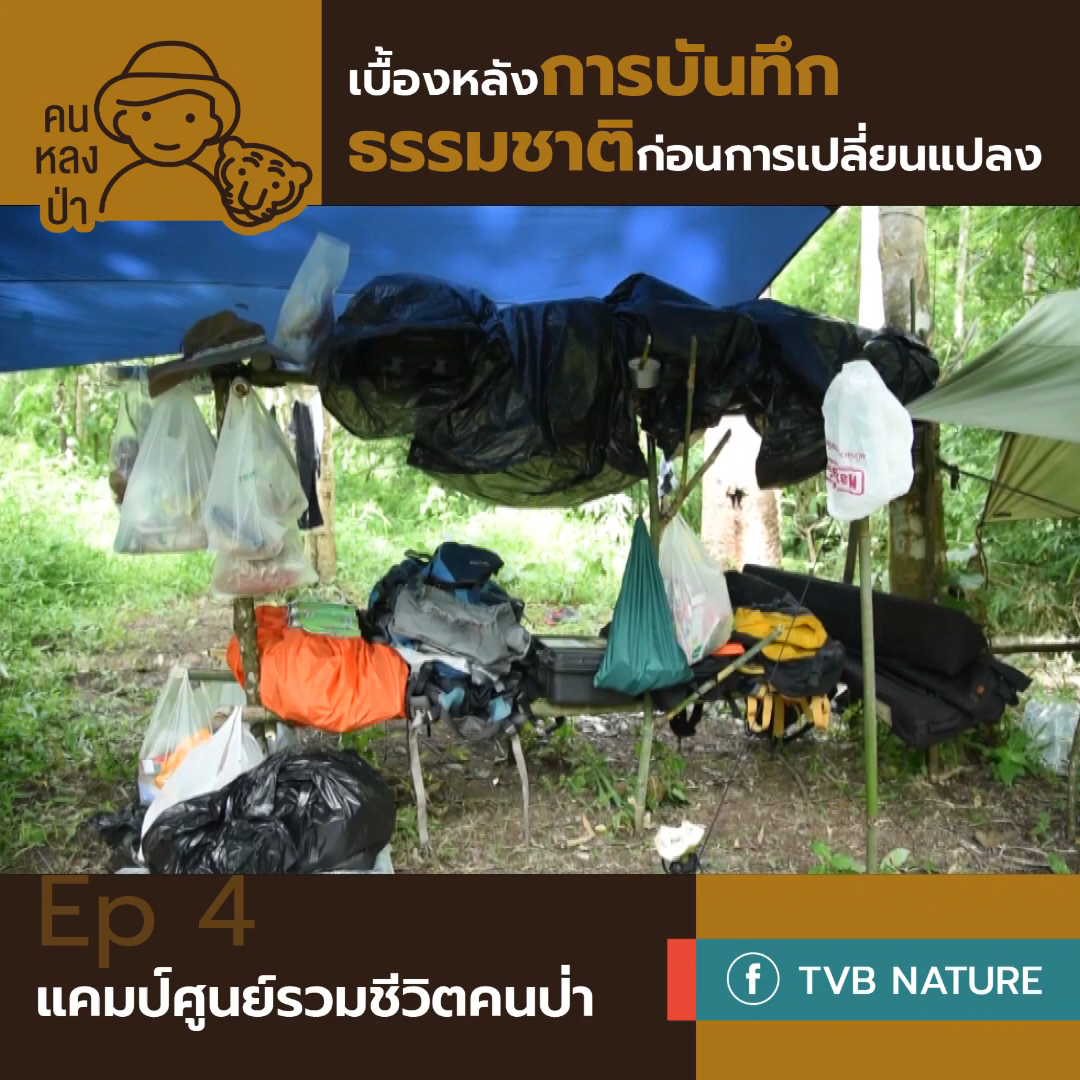 คน
หลง
ป่า
เบื้องหลังการบันทึก
ธรรมชาติก่อนการเปลี่ยนแปลง
Ep 4
แคมป์ศูนย์รวมชีวิตคนป่า
f TVB NATURE